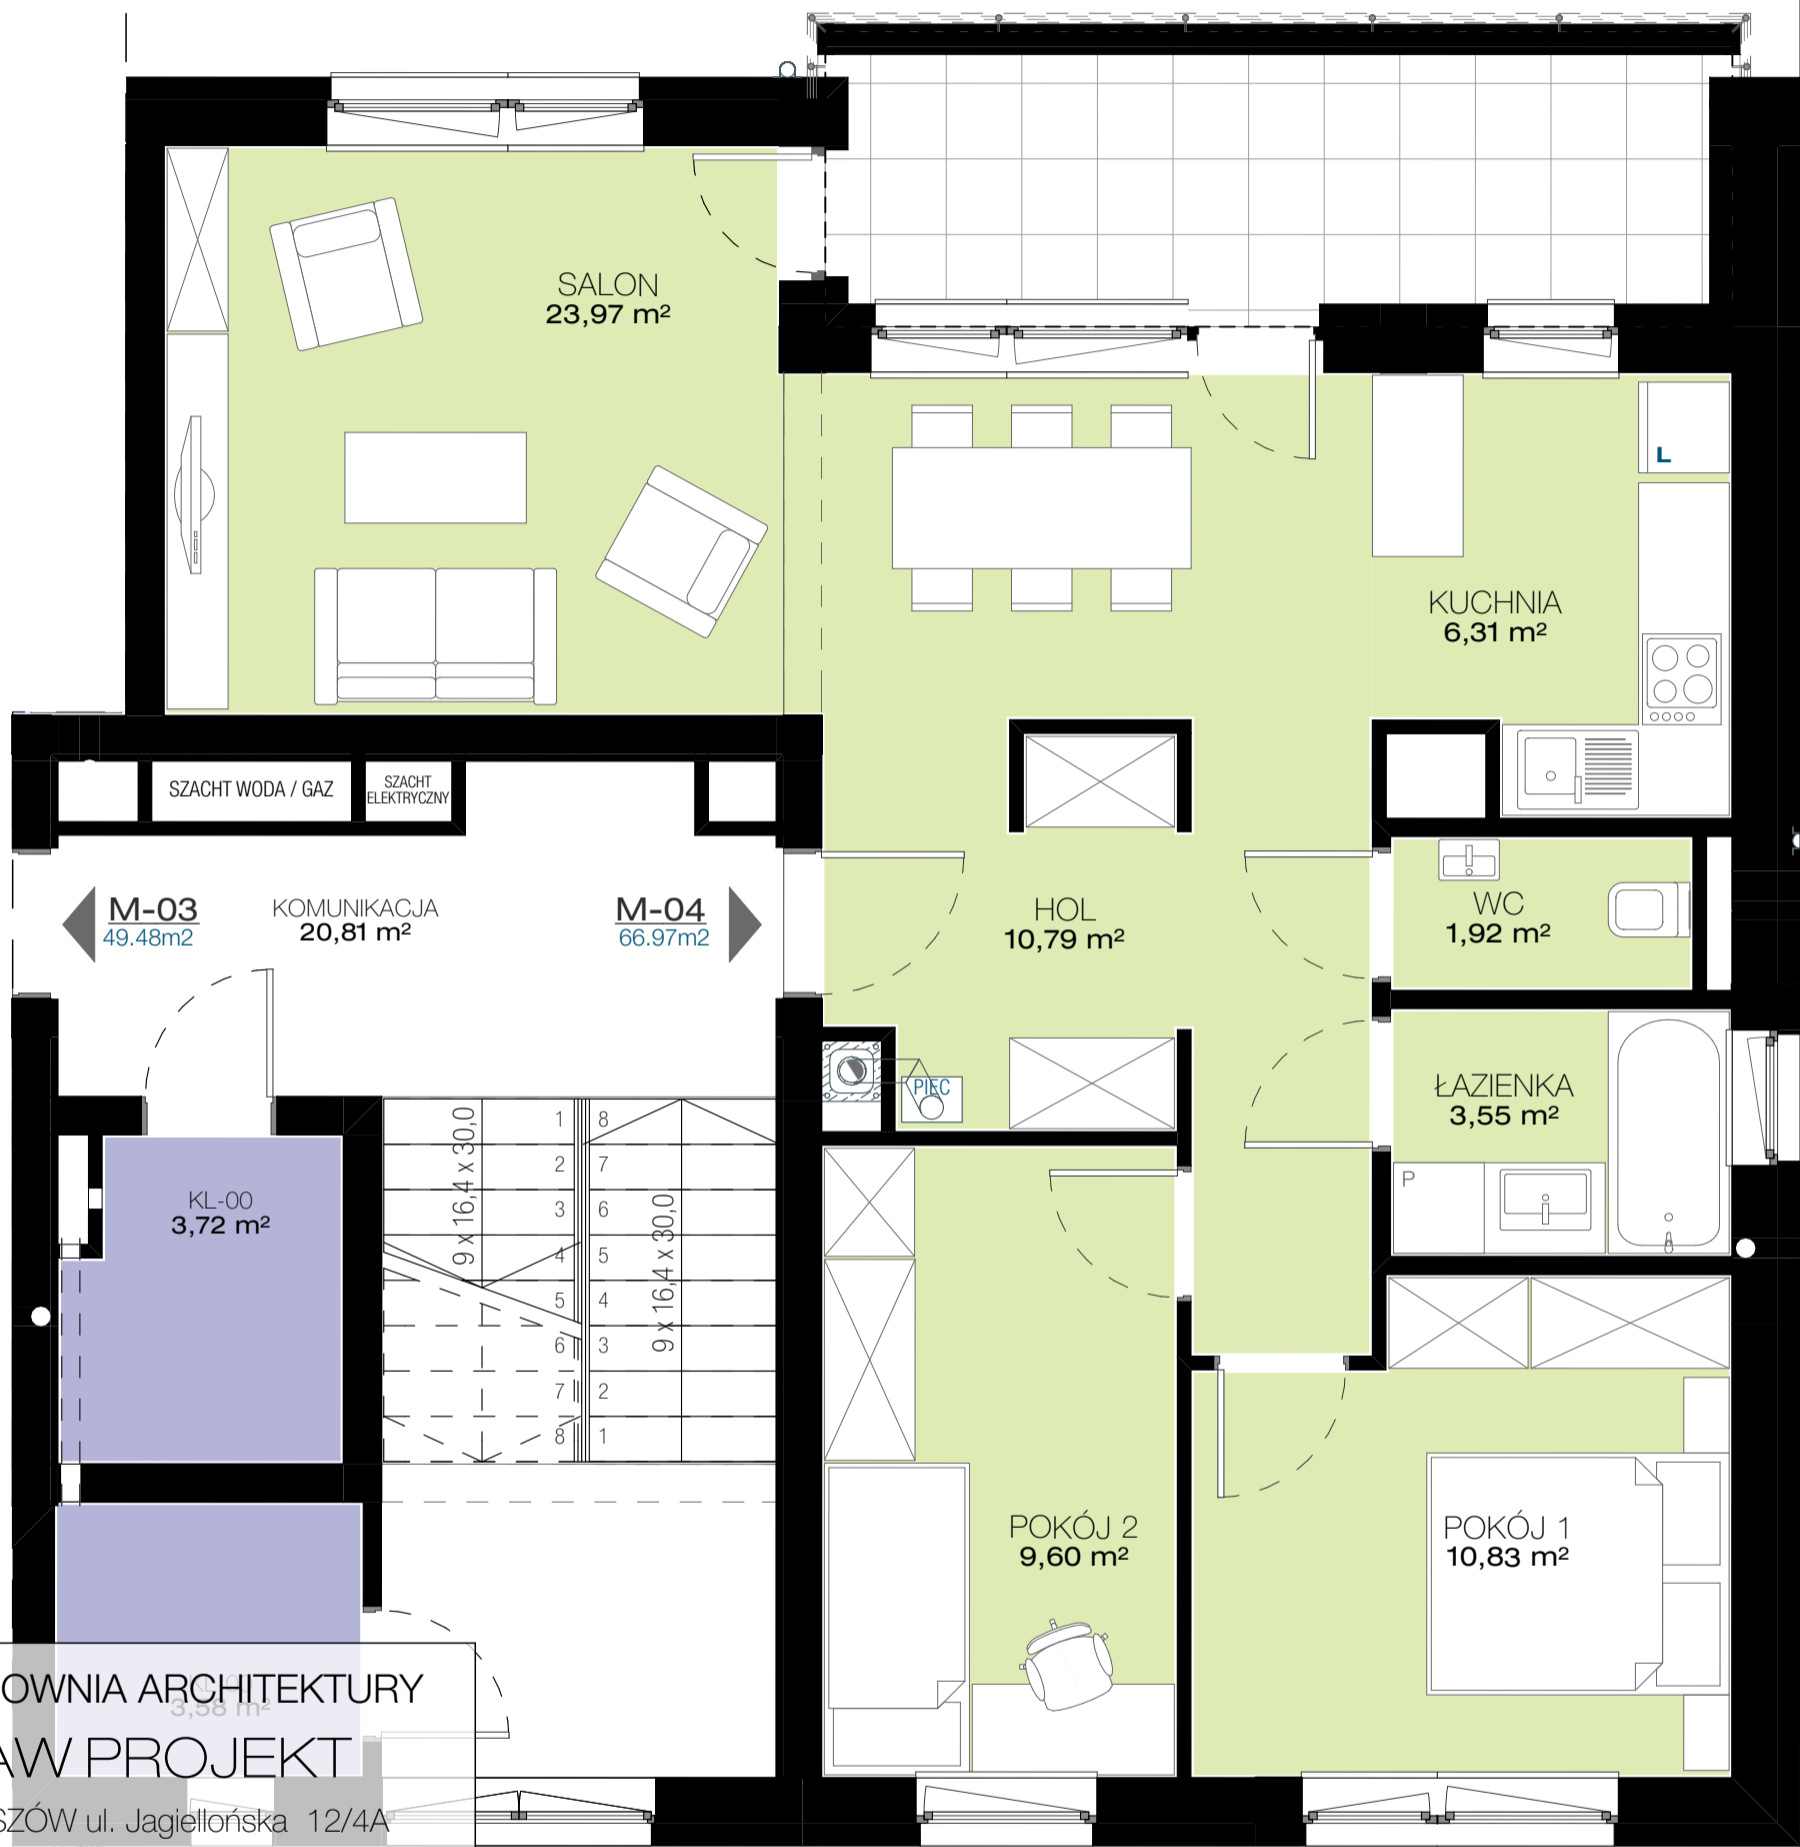 SALON
23,97 m²
L
KUCHNIA
6,31 m²
SZACHT WODA / GAZ
SZACHT
ELEKTRYCZNY
M-03
49.48m2
KOMUNIKACJA
20,81 m²
M-04
66.97m2
HOL
10,79 m²
WC
1,92 m²
PIEC
ŁAZIENKA
3,55 m²
P
KL-00
3,72 m²
9 x 16,4 x 30,0
1 8
2 7
3 6
4 5
5 4
6 3
7 2
8 1
9 x 16,4 x 30,0
POKÓJ 2
9,60 m²
POKÓJ 1
10,83 m²
OWNIA ARCHITEKTURY
3,58 m²
AW PROJEKT
SZÓW ul. Jagiellońska 12/4A